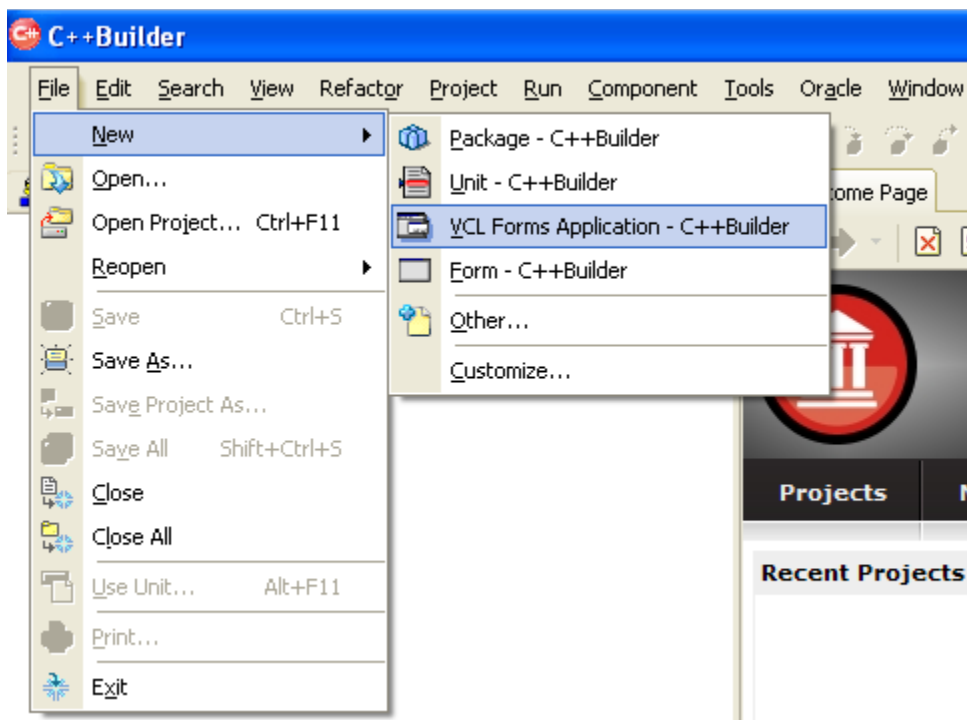 C++Builder
File Edit Search View Refactor Project Run Component Tools Oracle Window
New
Open...
Open Project... Ctrl+F11
Reopen
Save Ctrl+S
Save As...
Save Project As...
Save All Shift+Ctrl+S
Close
Close All
Use Unit... Alt+F11
Print...
Exit
Package - C++Builder
Unit - C++Builder
VCL Forms Application - C++Builder
Form - C++Builder
Other...
Customize...
Page
Projects
Recent Projects